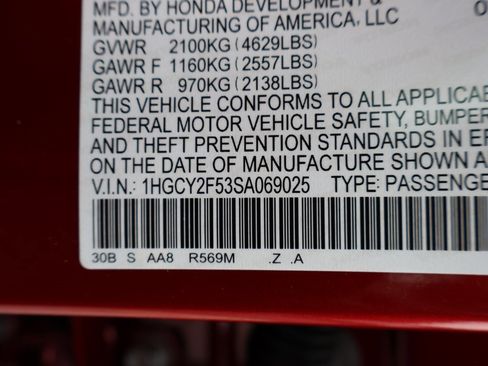 MFD. BY HONDA DEVELOPMENT &
MANUFACTURING OF AMERICA, LLC
GVWR 2100KG (4629LBS)
GAWR F 1160KG (2557LBS)
GAWR R 970KG (2138LBS)
THIS VEHICLE CONFORMS TO ALL APPLICAB
FEDERAL MOTOR VEHICLE SAFETY, BUMPER
AND THEFT PREVENTION STANDARDS IN EF
ON THE DATE OF MANUFACTURE SHOWN A
V.I.N.: 1HGCY2F53SA069025 TYPE: PASSENGE
30B S AA8 R569M .Z .A